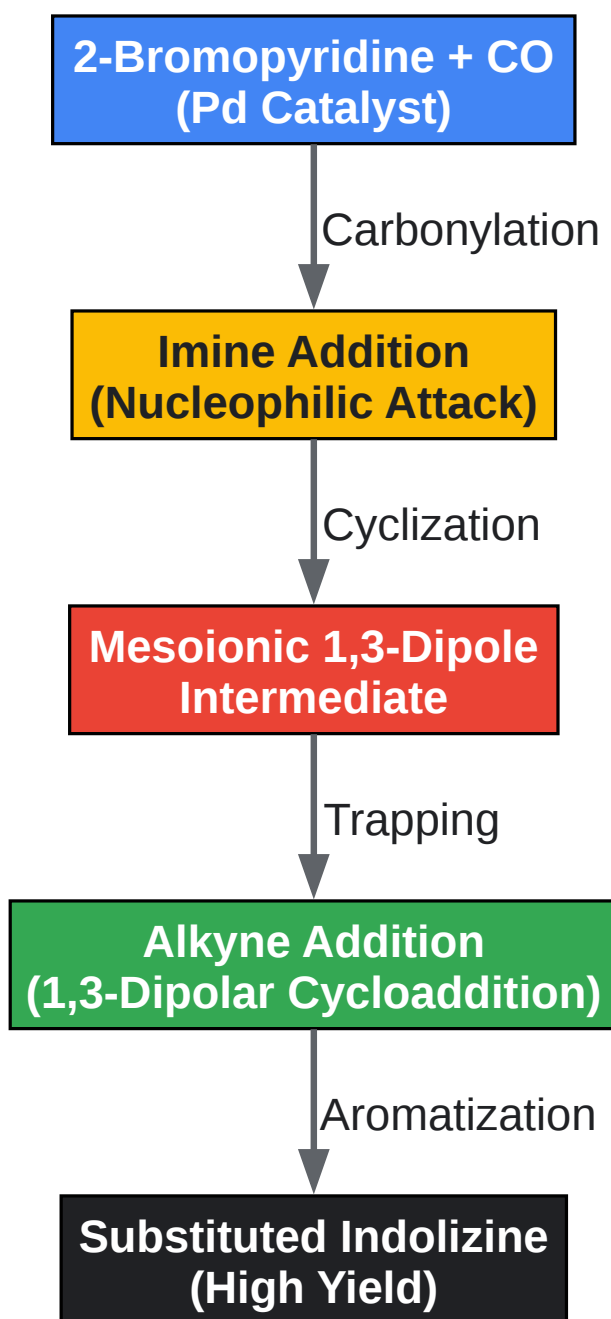 2-Bromopyridine + CO
(Pd Catalyst)
Carbonylation
Imine Addition
(Nucleophilic Attack)
Cyclization
Mesoionic 1,3-Dipole
Intermediate
Trapping
Alkyne Addition
(1,3-Dipolar Cycloaddition)
Aromatization
Substituted Indolizine
(High Yield)